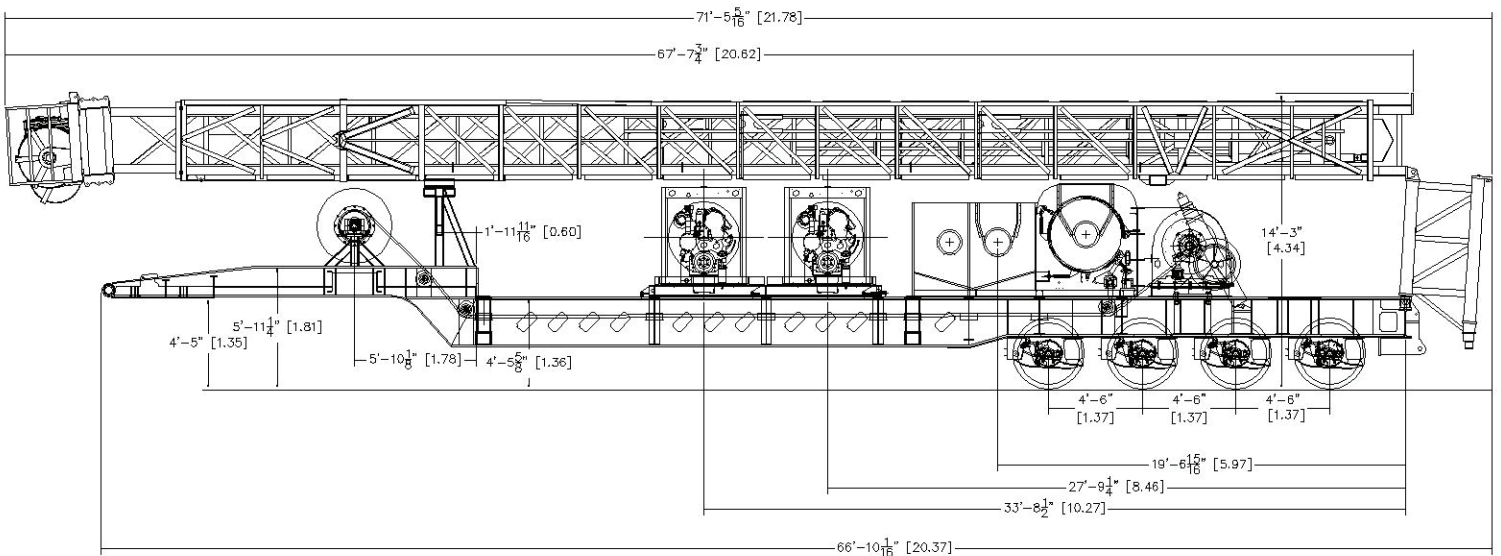 71'-5 5/16" [21.78]
67'-7 3/4" [20.62]
1'-11 11/16" [0.60]
14'-3"
[4.34]
5'-11 1/4" [1.81]
4'-5" [1.35]
5'-10 1/8" [1.78]
4'-5 5/8" [1.36]
4'-6"
[1.37]
4'-6"
[1.37]
4'-6"
[1.37]
19'-6 15/16" [5.97]
27'-9 1/4" [8.46]
33'-8 1/2" [10.27]
66'-10 1/16" [20.37]